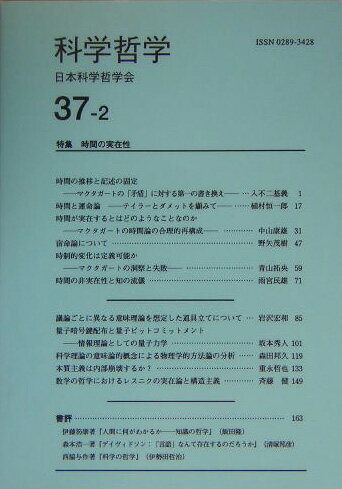 ISSN 0289-3428
科学哲学
日本科学哲学会
37-2
特集 時間の実在性
時間の推移と記述の固定
——マクタガートの「矛盾」に対する第一の書き換え—— …入不二基義 1
時間と運命論 ——テイラーとダメットを顧みて—— ……植村恒一郎 17
時間が実在するとはどのようなことなのか
——マクタガートの時間論の合理的再構成—— ………中山康雄 31
宿命論について ………………………………………野矢茂樹 47
時制的変化は定義可能か
——マクタガートの洞察と失敗—— …………………青山拓央 59
時間の非実在性と知の流儀 …………………………雨宮民雄 71
議論ごとに異なる意味理論を想定した道具立てについて …岩沢宏和 85
量子暗号鍵配布と量子ビットコミットメント
——情報理論としての量子力学 ………………………坂本秀人 101
科学理論の意味論的概念による物理学的方法論の分析 ……森田邦久 119
本質主義は内部崩壊するか? …………………………重永哲也 133
数学の哲学におけるレスニクの実在論と構造主義 ………斉藤 健 149
書評 …………………………………………………… 163
伊藤邦康著『人間に何がわかるか——知識の哲学』(飯田隆)
森本浩一著『デイヴィドソン:「言語」なんて存在するのだろうか』(清塚邦彦)
西脇与作著『科学の哲学』(伊勢田哲治)